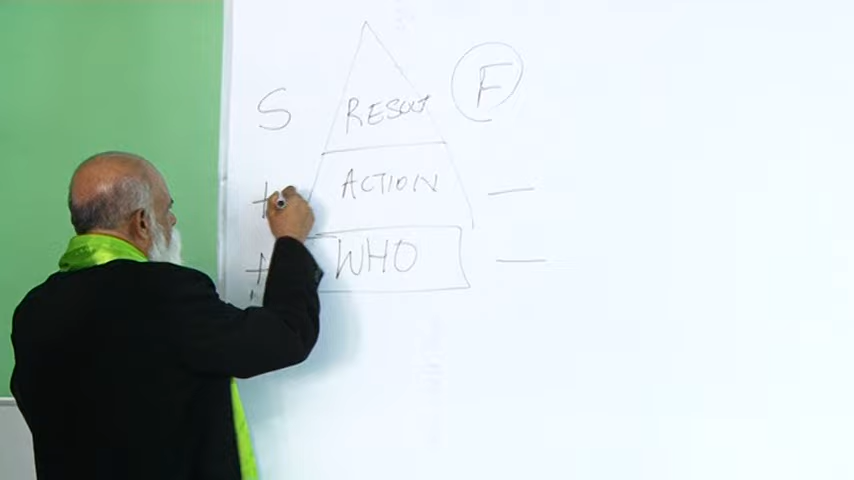 S RESULT F
+ ACTION —
+ WHO —